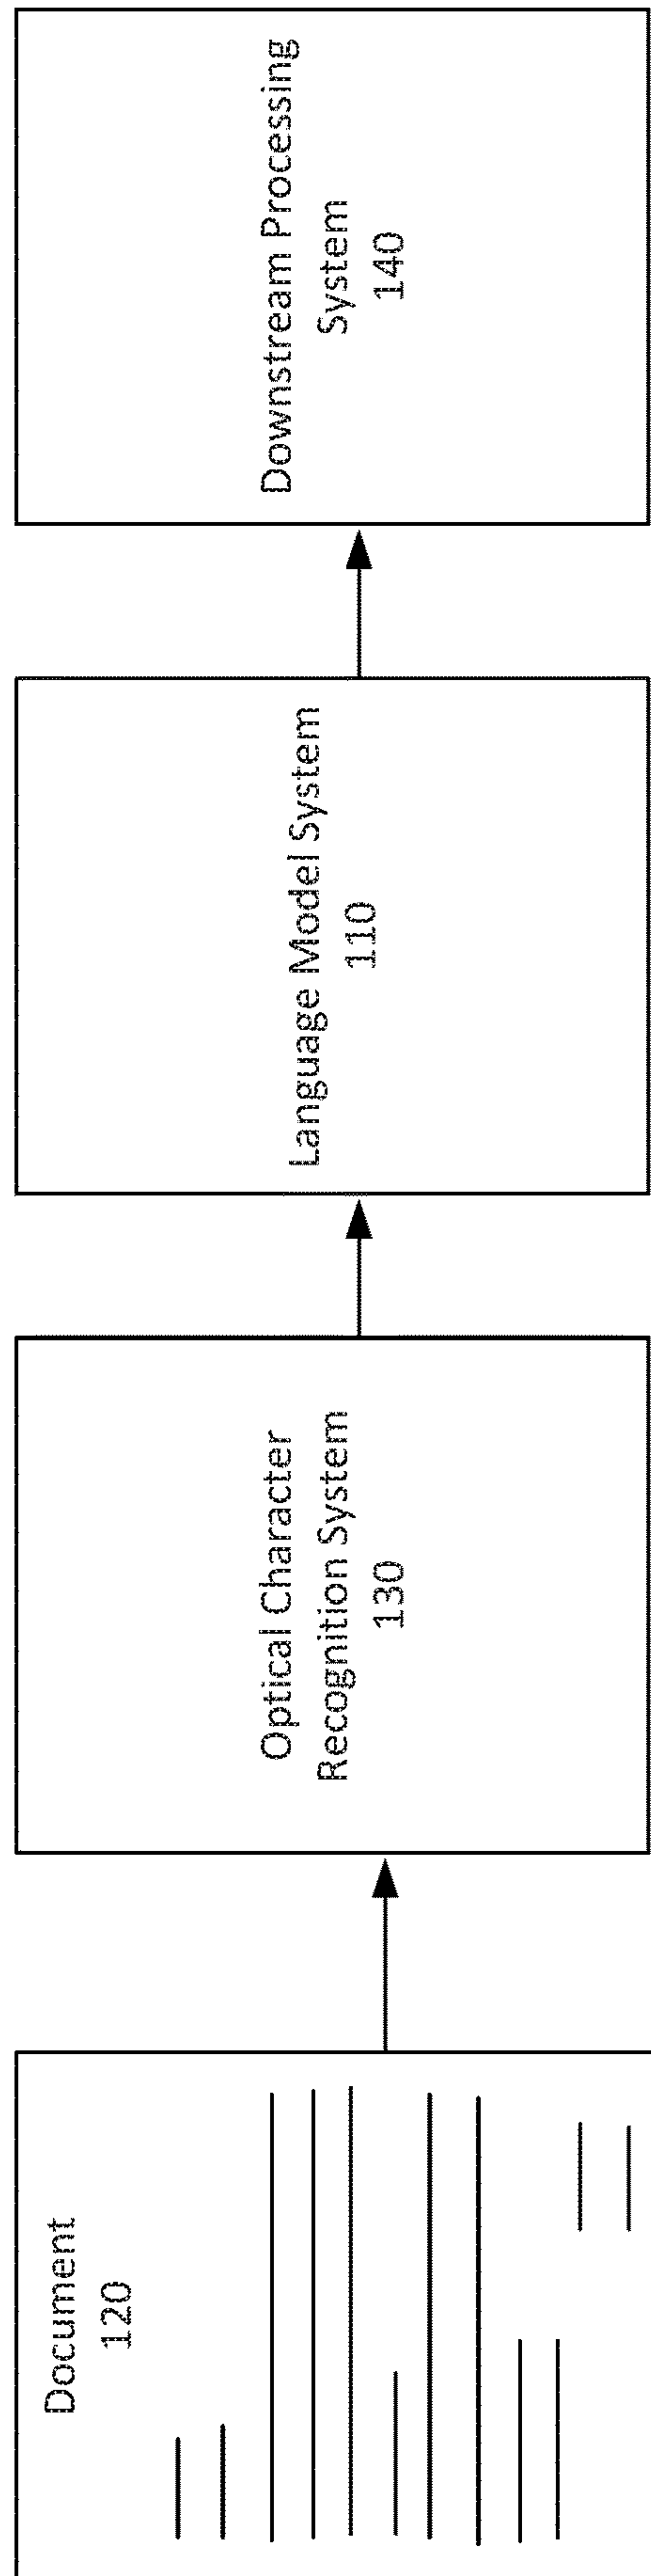 Document
120
Optical Character
Recognition System
130
Language Model System
110
Downstream Processing
System
140